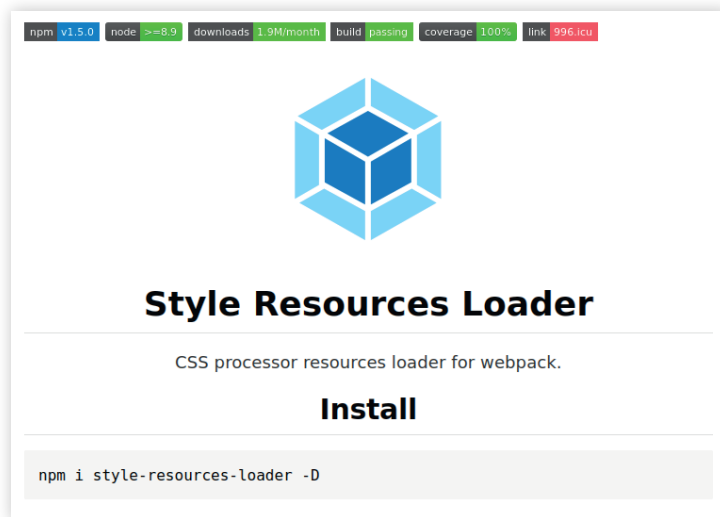 npm v1.5.0 node >=8.9 downloads 1.9M/month build passing coverage 100% link 996.icu
Style Resources Loader
CSS processor resources loader for webpack.
Install
npm i style-resources-loader -D